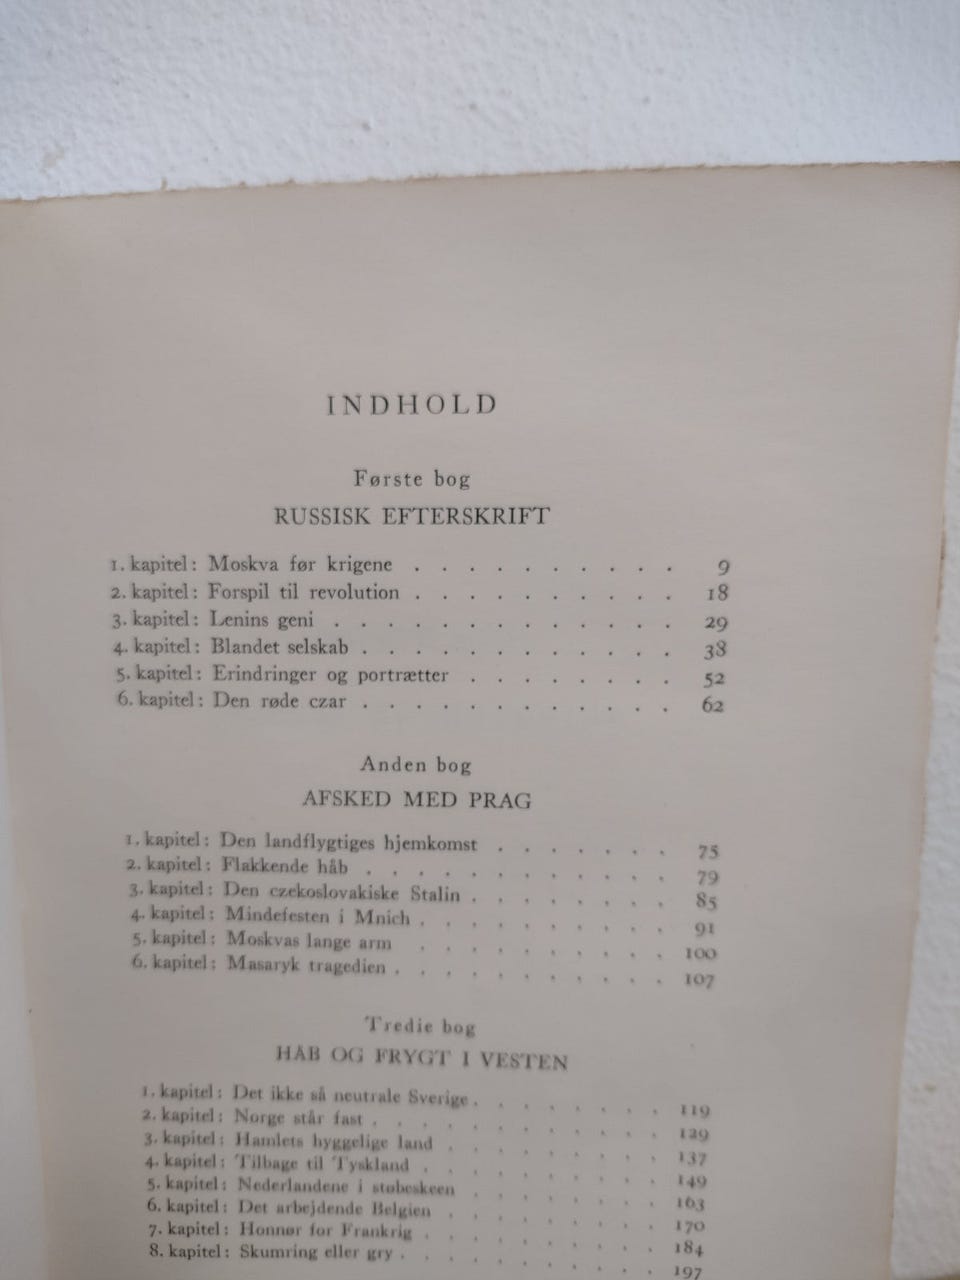 INDHOLD
Første bog
RUSSISK EFTERSKRIFT
1. kapitel: Moskva før krigene . . . . . . . . . . 9
2. kapitel: Forspil til revolution . . . . . . . . . . 18
3. kapitel: Lenins geni . . . . . . . . . . . . . 29
4. kapitel: Blandet selskab . . . . . . . . . . . . 38
5. kapitel: Erindringer og portrætter . . . . . . . . 52
6. kapitel: Den røde czar . . . . . . . . . . . . 62
Anden bog
AFSKED MED PRAG
1. kapitel: Den landflygtiges hjemkomst . . . . . . . 75
2. kapitel: Flakkende håb . . . . . . . . . . . . 79
3. kapitel: Den czekoslovakiske Stalin . . . . . . . . 85
4. kapitel: Mindefesten i Mnich . . . . . . . . . . 91
5. kapitel: Moskvas lange arm . . . . . . . . . . 100
6. kapitel: Masaryk tragedien . . . . . . . . . . . 107
Tredie bog
HÅB OG FRYGT I VESTEN
1. kapitel: Det ikke så neutrale Sverige . . . . . . . . 119
2. kapitel: Norge står fast . . . . . . . . . . . . 129
3. kapitel: Hamlets hyggelige land . . . . . . . . . 137
4. kapitel: Tilbage til Tyskland . . . . . . . . . . 149
5. kapitel: Nederlandene i støbeskeen . . . . . . . . 163
6. kapitel: Det arbejdende Belgien . . . . . . . . . 170
7. kapitel: Honnør for Frankrig . . . . . . . . . . 184
8. kapitel: Skumring eller gry . . . . . . . . . . . 197